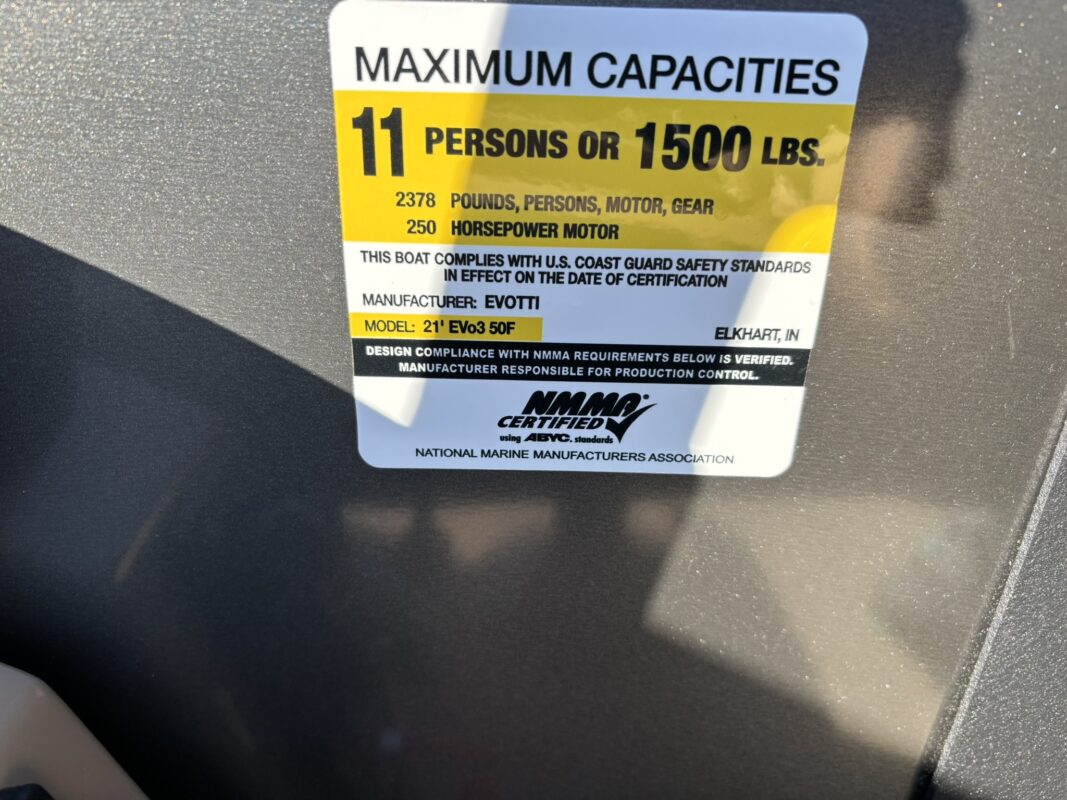 MAXIMUM CAPACITIES
11 PERSONS OR 1500 LBS.
2378 POUNDS, PERSONS, MOTOR, GEAR
250 HORSEPOWER MOTOR
THIS BOAT COMPLIES WITH U.S. COAST GUARD SAFETY STANDARDS
IN EFFECT ON THE DATE OF CERTIFICATION
MANUFACTURER: EVOTTI
MODEL: 21' EVo3 50F ELKHART, IN
DESIGN COMPLIANCE WITH NMMA REQUIREMENTS BELOW IS VERIFIED.
MANUFACTURER RESPONSIBLE FOR PRODUCTION CONTROL.
NMMA
CERTIFIED
using ABYC. standards
NATIONAL MARINE MANUFACTURERS ASSOCIATION